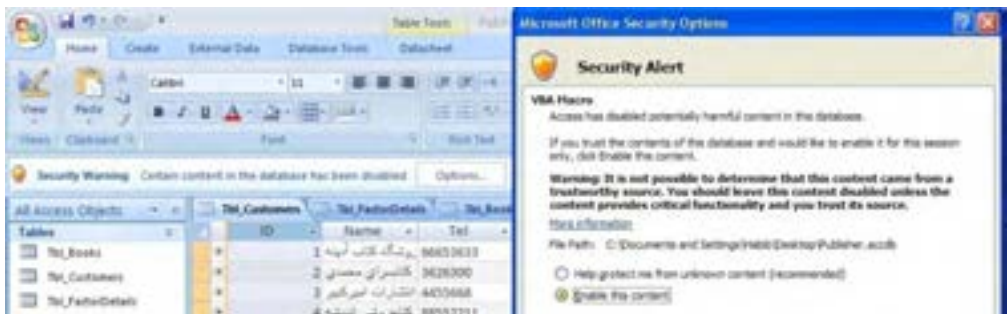 Table Tools
Home Create External Data Database Tools Datasheet
Calibri 11
View Paste
Views Clipboard Font Rich Text
Security Warning Certain content in the database has been disabled Options...
All Access Objects Tbl_Customers Tbl_FactorDetails
Tables ID Name Tel
Tbl_Books 1 66653633
Tbl_Customers 2 3626300
Tbl_FactorDetails 3 انتشارات امیرکبیر 4455668
4
Microsoft Office Security Options
Security Alert
VBA Macro
Access has disabled potentially harmful content in this database.
If you trust the contents of the database and would like to enable it for this session
only, click Enable this content.
Warning: It is not possible to determine that this content came from a
trustworthy source. You should leave this content disabled unless the
content provides critical functionality and you trust its source.
More information
File Path: C:\Documents and Settings\Habib\Desktop\Publisher.accdb
Help protect me from unknown content (recommended)
Enable this content